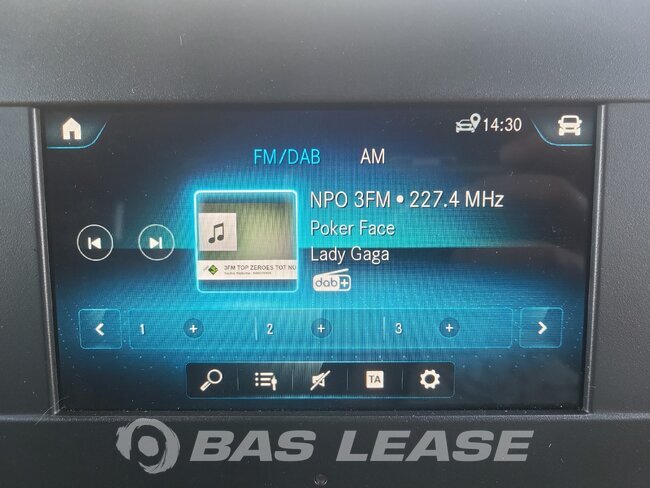 14:30
FM/DAB AM
NPO 3FM • 227.4 MHz
Poker Face
Lady Gaga
3FM TOP ZEROES TOT NU
dab+
1 + 2 + 3 +
TA
BAS LEASE